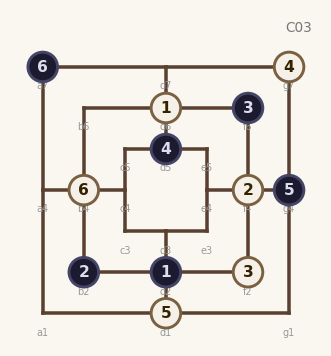 C03
6 4
a7 d7 g7
1 3
b6 d6 f6
4
c5 d5 e5
6 2 5
a4 b4 c4 e4 f4 g4
c3 d3 e3
2 1 3
b2 d2 f2
5
a1 d1 g1